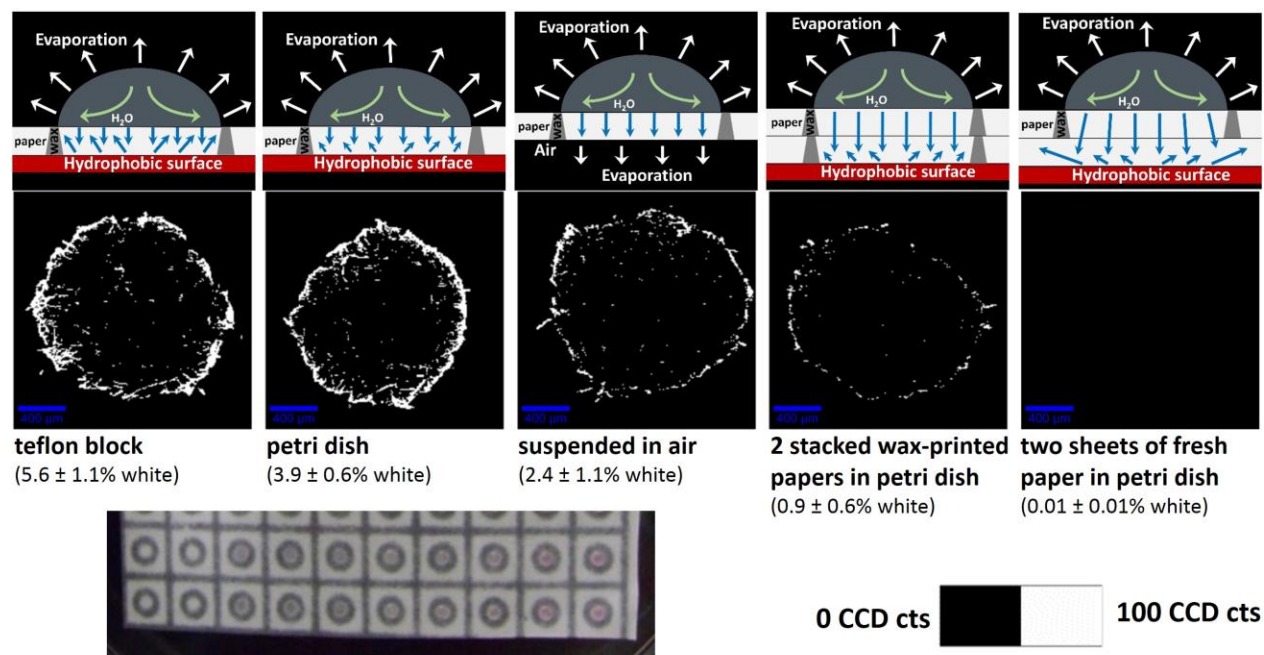 Evaporation
H₂O
paper
wax
Hydrophobic surface
Evaporation
H₂O
paper
wax
Hydrophobic surface
Evaporation
H₂O
paper
wax
Air
Evaporation
Evaporation
H₂O
paper
wax
Hydrophobic surface
Evaporation
H₂O
paper
wax
Hydrophobic surface
400 µm
400 µm
400 µm
400 µm
400 µm
teflon block
(5.6 ± 1.1% white)
petri dish
(3.9 ± 0.6% white)
suspended in air
(2.4 ± 1.1% white)
2 stacked wax-printed
papers in petri dish
(0.9 ± 0.6% white)
two sheets of fresh
paper in petri dish
(0.01 ± 0.01% white)
0 CCD cts
100 CCD cts